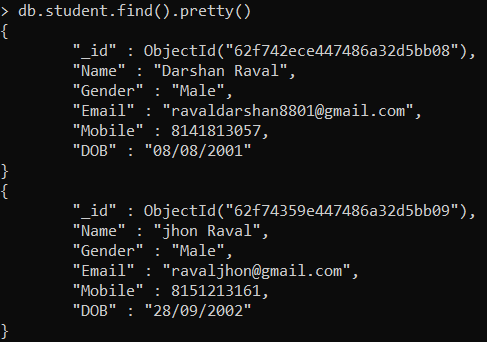 > db.student.find().pretty()
{
"_id" : ObjectId("62f742ece447486a32d5bb08"),
"Name" : "Darshan Raval",
"Gender" : "Male",
"Email" : "ravaldarshan8801@gmail.com",
"Mobile" : 8141813057,
"DOB" : "08/08/2001"
}
{
"_id" : ObjectId("62f74359e447486a32d5bb09"),
"Name" : "jhon Raval",
"Gender" : "Male",
"Email" : "ravaljhon@gmail.com",
"Mobile" : 8151213161,
"DOB" : "28/09/2002"
}